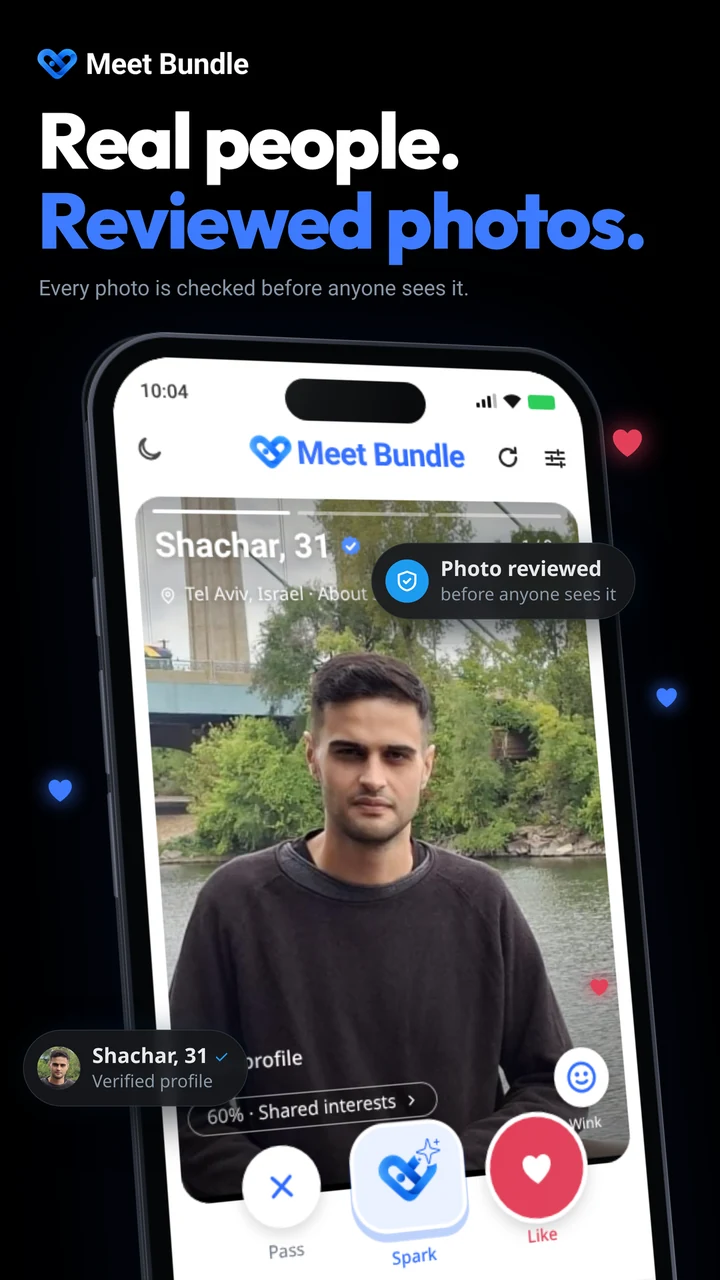 Meet Bundle
Real people.
Reviewed photos.
Every photo is checked before anyone sees it.
10:04
Meet Bundle
Shachar, 31
Photo reviewed
before anyone sees it
Tel Aviv, Israel · About
profile
Shachar, 31
Verified profile
60% · Shared interests
Wink
Pass
Spark
Like